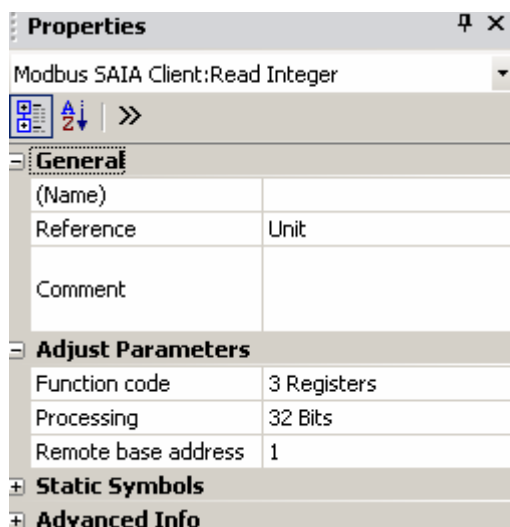 Properties
Modbus SAIA Client:Read Integer
General
(Name)
Reference Unit
Comment
Adjust Parameters
Function code 3 Registers
Processing 32 Bits
Remote base address 1
Static Symbols
Advanced Info